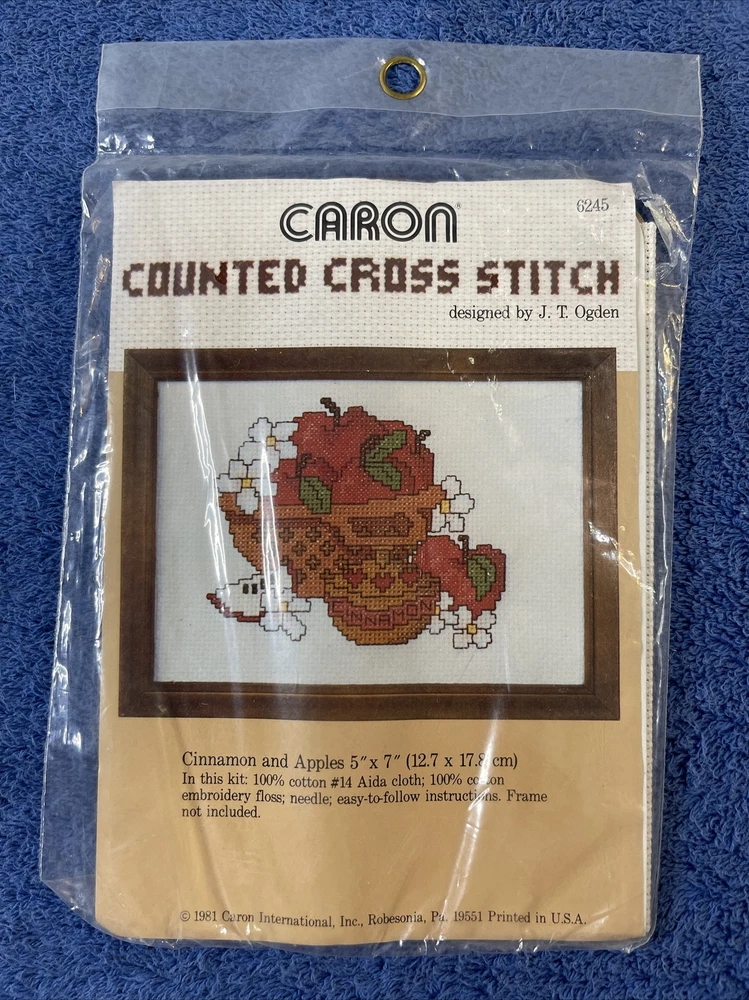 CARON®
6245
COUNTED CROSS STITCH
designed by J. T. Ogden
CINNAMON
Cinnamon and Apples 5" x 7" (12.7 x 17.8 cm)
In this kit: 100% cotton #14 Aida cloth; 100% cotton
embroidery floss; needle; easy-to-follow instructions. Frame
not included.
© 1981 Caron International, Inc., Robesonia, Pa. 19551 Printed in U.S.A.